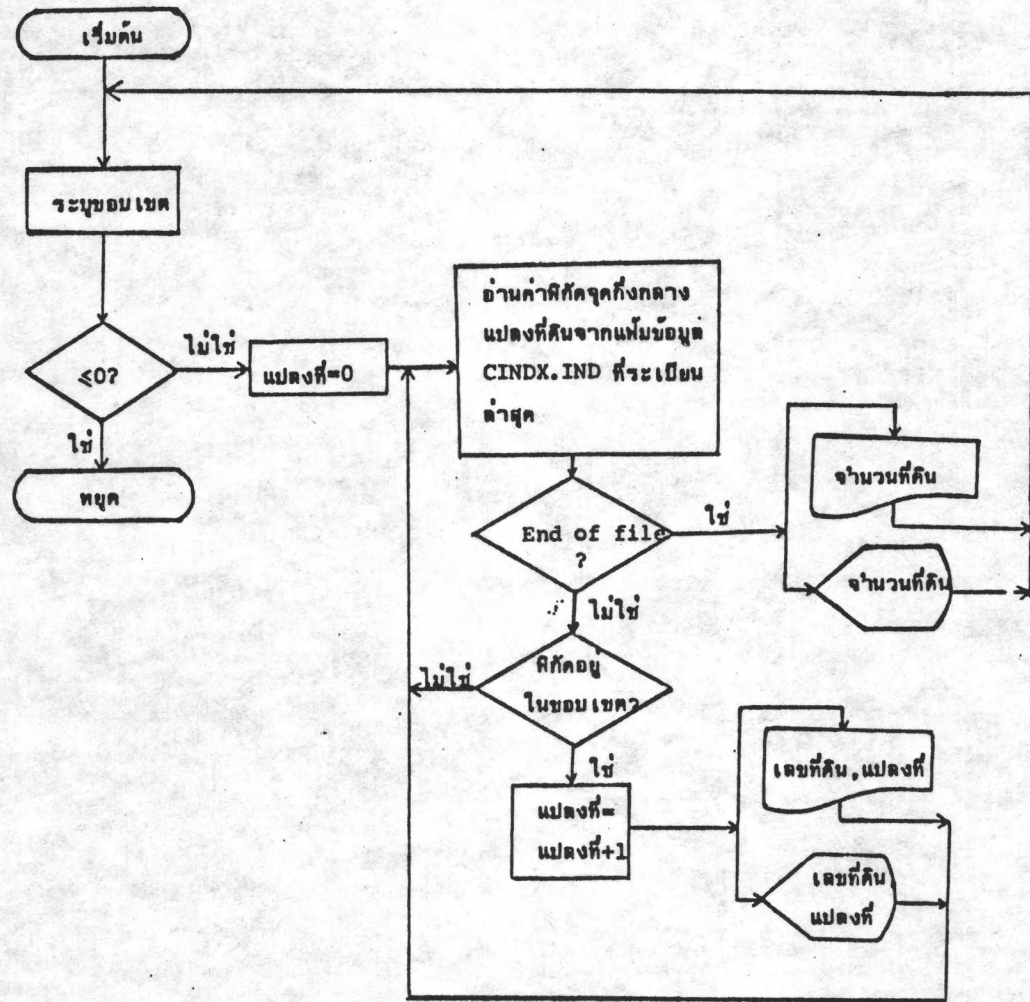 เริ่มต้น
ระบุขอบเขต
≤0?
ไม่ใช่
ใช่
หยุด
แปลงที่=0
อ่านค่าพิกัดจุดกึ่งกลาง
แปลงที่ดินจากแฟ้มข้อมูล
CINDX.IND ที่ระเบียน
ล่าสุด
End of file
?
ใช่
จำนวนที่ดิน
จำนวนที่ดิน
ไม่ใช่
พิกัดอยู่
ในขอบเขต?
ไม่ใช่
ใช่
แปลงที่=
แปลงที่+1
เลขที่ดิน,แปลงที่
เลขที่ดิน
แปลงที่